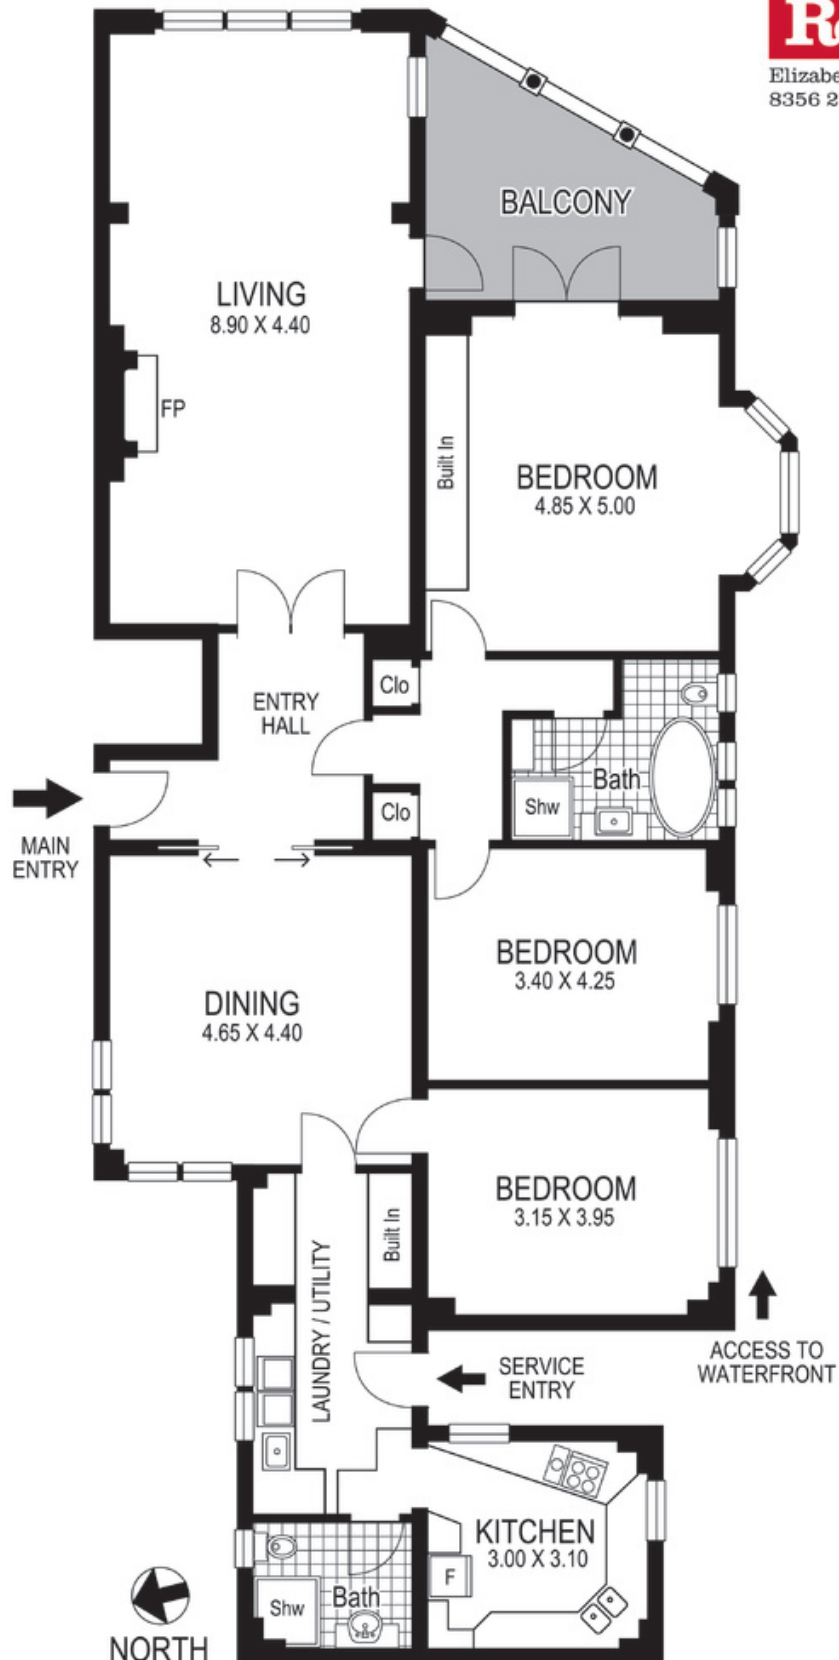 Elizabe
8356 2
BALCONY
LIVING
8.90 X 4.40
FP
Built In
BEDROOM
4.85 X 5.00
Clo
ENTRY
HALL
Bath
Shw
Clo
MAIN
ENTRY
BEDROOM
3.40 X 4.25
DINING
4.65 X 4.40
BEDROOM
3.15 X 3.95
Built In
LAUNDRY / UTILITY
ACCESS TO
WATERFRONT
SERVICE
ENTRY
KITCHEN
3.00 X 3.10
F
Bath
Shw
NORTH